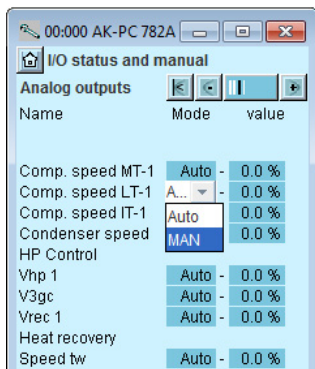 00:000 AK-PC 782A
I/O status and manual
Analog outputs
Name Mode value
Comp. speed MT-1 Auto - 0.0 %
Comp. speed LT-1 A... - 0.0 %
Comp. speed IT-1 Auto 0.0 %
Condenser speed MAN 0.0 %
HP Control
Vhp 1 Auto - 0.0 %
V3gc Auto - 0.0 %
Vrec 1 Auto - 0.0 %
Heat recovery
Speed tw Auto - 0.0 %